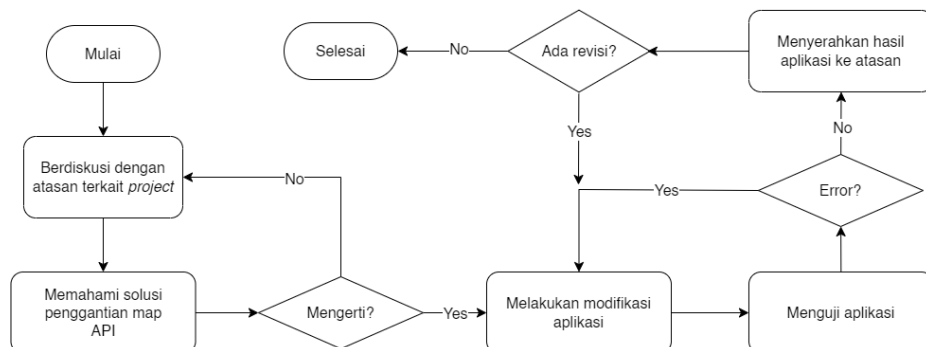 Mulai
Berdiskusi dengan
atasan terkait project
Memahami solusi
penggantian map
API
Mengerti?
No
Yes
Melakukan modifikasi
aplikasi
Menguji aplikasi
Error?
Yes
No
Menyerahkan hasil
aplikasi ke atasan
Ada revisi?
Yes
No
Selesai